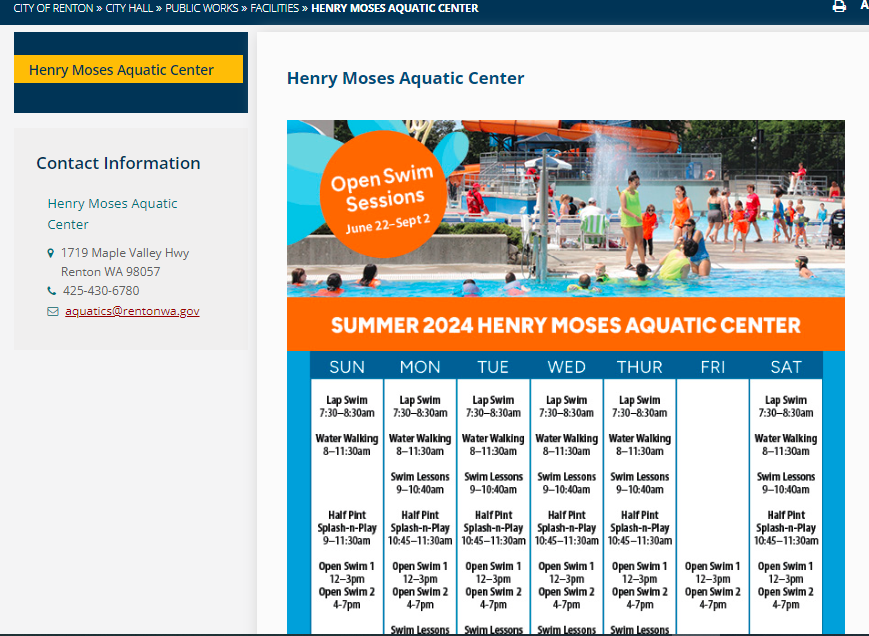 CITY OF RENTON » CITY HALL » PUBLIC WORKS » FACILITIES » HENRY MOSES AQUATIC CENTER
A
Henry Moses Aquatic Center
Contact Information
Henry Moses Aquatic
Center
1719 Maple Valley Hwy
Renton WA 98057
425-430-6780
aquatics@rentonwa.gov
Henry Moses Aquatic Center
Open Swim
Sessions
June 22–Sept 2
SUMMER 2024 HENRY MOSES AQUATIC CENTER
SUN MON TUE WED THUR FRI SAT
Lap Swim Lap Swim Lap Swim Lap Swim Lap Swim Lap Swim
7:30–8:30am 7:30–8:30am 7:30–8:30am 7:30–8:30am 7:30–8:30am 7:30–8:30am
Water Walking Water Walking Water Walking Water Walking Water Walking Water Walking
8–11:30am 8–11:30am 8–11:30am 8–11:30am 8–11:30am 8–11:30am
Swim Lessons Swim Lessons Swim Lessons Swim Lessons Swim Lessons
9–10:40am 9–10:40am 9–10:40am 9–10:40am 9–10:40am
Half Pint Half Pint Half Pint Half Pint Half Pint Half Pint
Splash-n-Play Splash-n-Play Splash-n-Play Splash-n-Play Splash-n-Play Splash-n-Play
9–11:30am 10:45–11:30am 10:45–11:30am 10:45–11:30am 10:45–11:30am 10:45–11:30am
Open Swim 1 Open Swim 1 Open Swim 1 Open Swim 1 Open Swim 1 Open Swim 1 Open Swim 1
12–3pm 12–3pm 12–3pm 12–3pm 12–3pm 12–3pm 12–3pm
Open Swim 2 Open Swim 2 Open Swim 2 Open Swim 2 Open Swim 2 Open Swim 2 Open Swim 2
4-7pm 4-7pm 4-7pm 4-7pm 4-7pm 4-7pm 4-7pm
Swim Lessons Swim Lessons Swim Lessons Swim Lessons